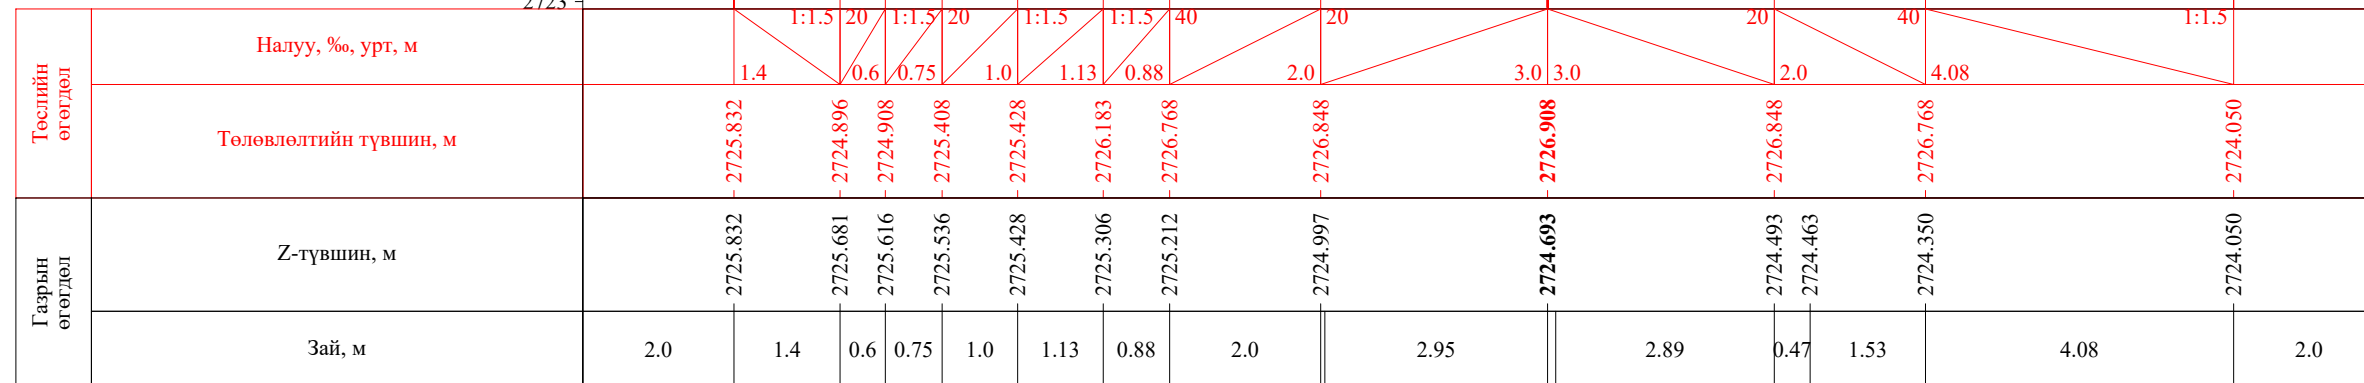 2723
Төслийн
өгөгдөл
Налуу, ‰, урт, м
1:1.5 20 1:1.5 20 1:1.5 1:1.5 40 20 20 40 1:1.5
1.4 0.6 0.75 1.0 1.13 0.88 2.0 3.0 3.0 2.0 4.08
Төлөвлөлтийн түвшин, м
2725.832 2724.896 2724.908 2725.408 2725.428 2726.183 2726.768 2726.848 2726.908 2726.848 2726.768 2724.050
Газрын
өгөгдөл
Z-түвшин, м
2725.832 2725.681 2725.616 2725.536 2725.428 2725.306 2725.212 2724.997 2724.693 2724.493 2724.463 2724.350 2724.050
Зай, м
2.0 1.4 0.6 0.75 1.0 1.13 0.88 2.0 2.95 2.89 0.47 1.53 4.08 2.0